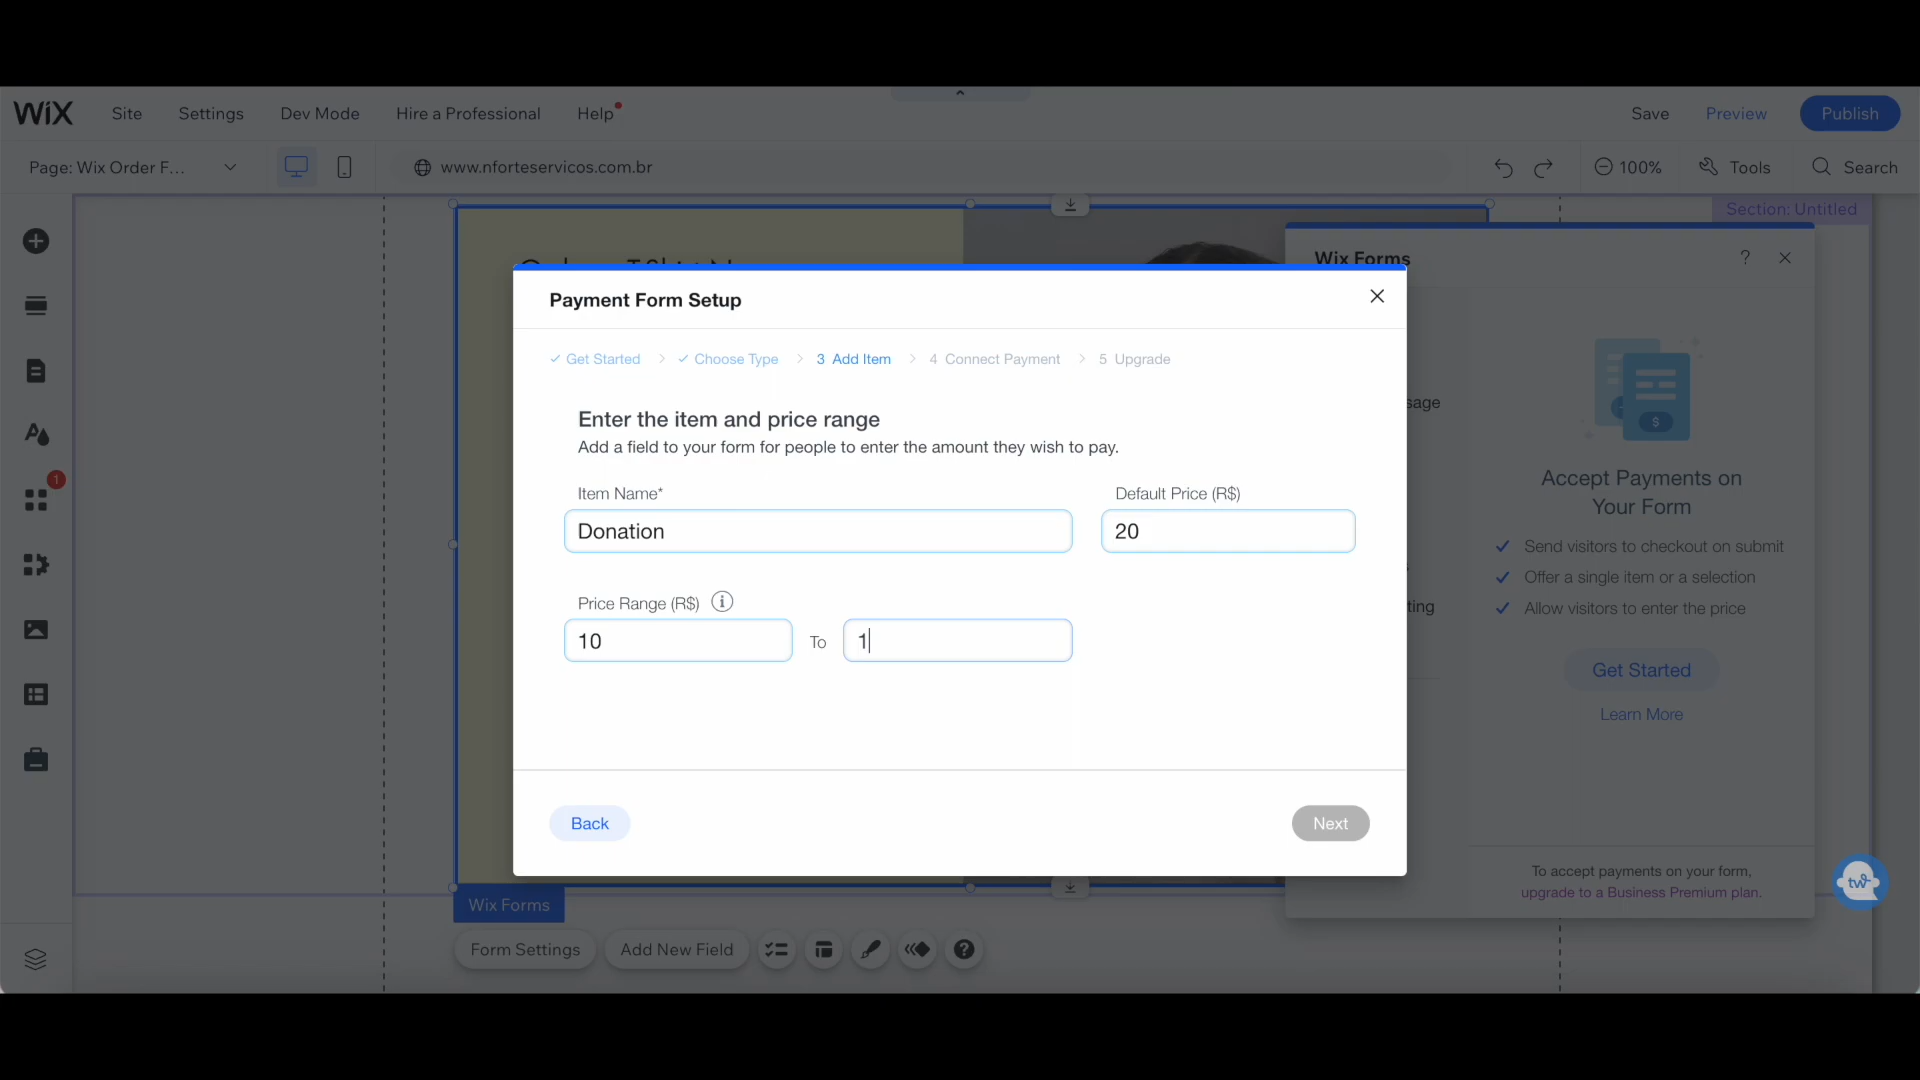 WiX Site Settings Dev Mode Hire a Professional Help Save Preview Publish
Page: Wix Order F... www.nforteservicos.com.br 100% Tools Search
Section: Untitled
Wix Forms ?
Payment Form Setup
Get Started Choose Type 3 Add Item 4 Connect Payment 5 Upgrade
Enter the item and price range
Add a field to your form for people to enter the amount they wish to pay.
Item Name* Default Price (R$)
Donation 20
Price Range (R$) i
10 To 1
Back Next
sage
ting
$
Accept Payments on
Your Form
Send visitors to checkout on submit
Offer a single item or a selection
Allow visitors to enter the price
Get Started
Learn More
To accept payments on your form,
upgrade to a Business Premium plan.
1
Wix Forms
Form Settings Add New Field ?